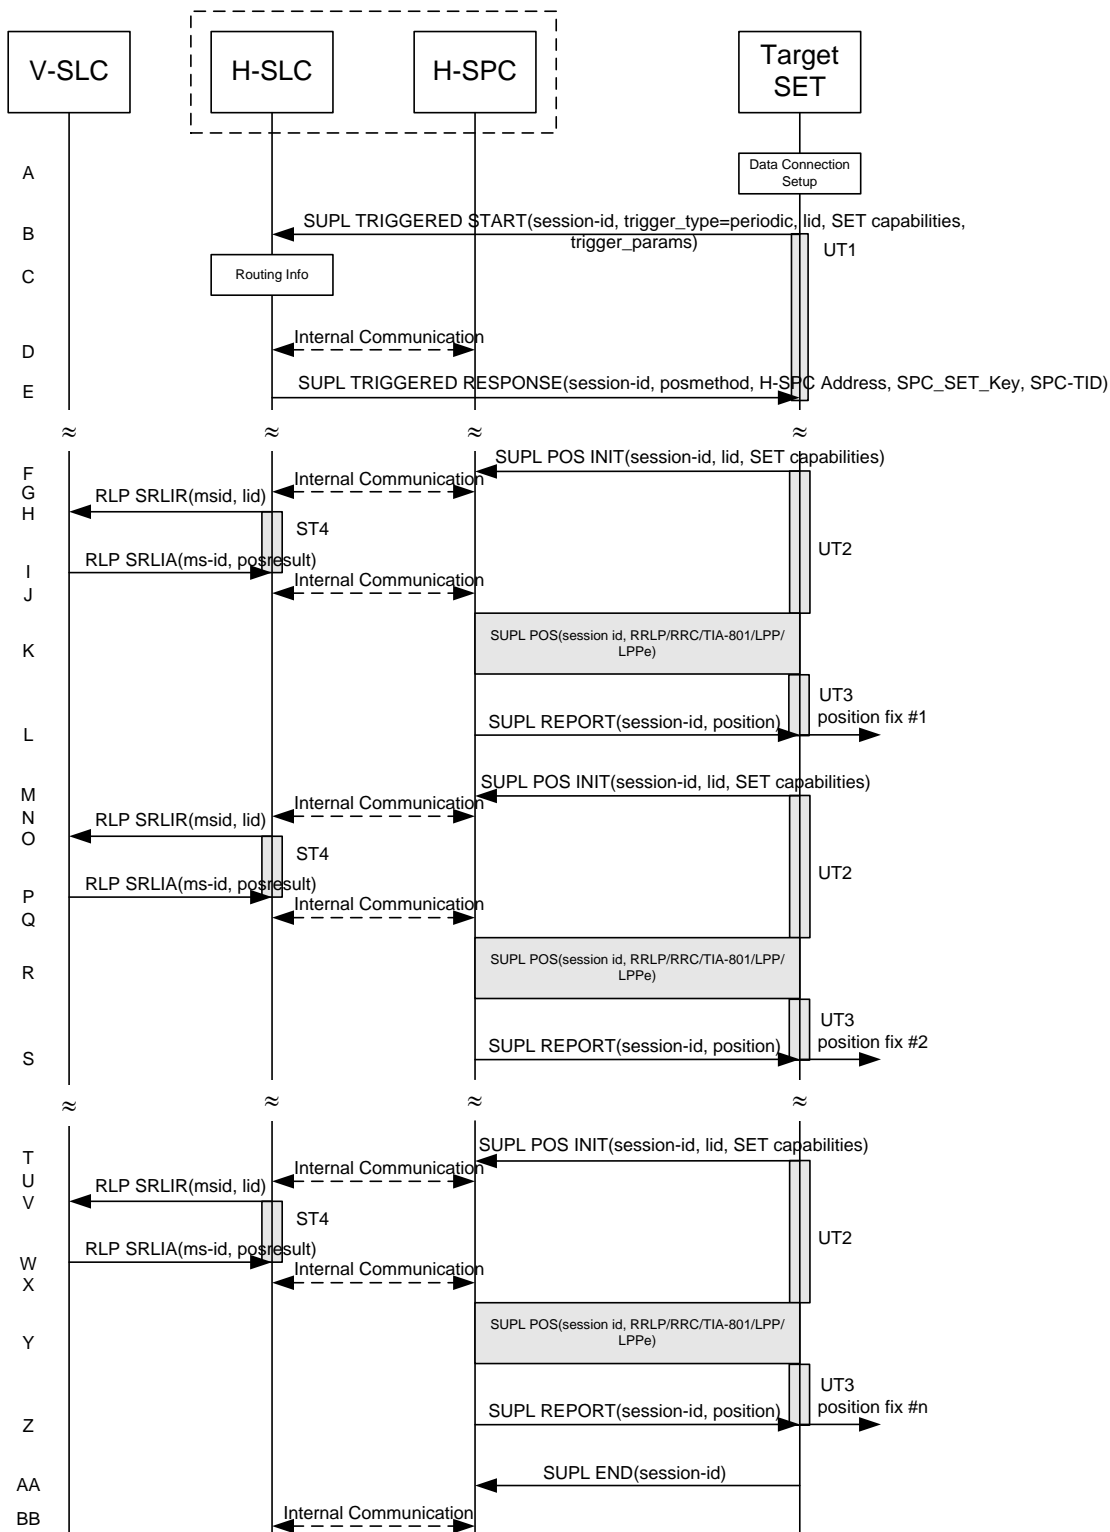 V-SLC
H-SLC
H-SPC
Target
SET
A
Data Connection
Setup
B
SUPL TRIGGERED START(session-id, trigger_type=periodic, lid, SET capabilities,
trigger_params)
UT1
C
Routing Info
D
Internal Communication
E
SUPL TRIGGERED RESPONSE(session-id, posmethod, H-SPC Address, SPC_SET_Key, SPC-TID)
≈ ≈ ≈ ≈
F
SUPL POS INIT(session-id, lid, SET capabilities)
G
Internal Communication
H
RLP SRLIR(msid, lid)
ST4
UT2
I
RLP SRLIA(ms-id, posresult)
J
Internal Communication
K
SUPL POS(session id, RRLP/RRC/TIA-801/LPP/
LPPe)
UT3
position fix #1
L
SUPL REPORT(session-id, position)
M
SUPL POS INIT(session-id, lid, SET capabilities)
N
Internal Communication
O
RLP SRLIR(msid, lid)
ST4
UT2
P
RLP SRLIA(ms-id, posresult)
Q
Internal Communication
R
SUPL POS(session id, RRLP/RRC/TIA-801/LPP/
LPPe)
UT3
position fix #2
S
SUPL REPORT(session-id, position)
≈ ≈ ≈ ≈
T
SUPL POS INIT(session-id, lid, SET capabilities)
U
Internal Communication
V
RLP SRLIR(msid, lid)
ST4
UT2
W
RLP SRLIA(ms-id, posresult)
X
Internal Communication
Y
SUPL POS(session id, RRLP/RRC/TIA-801/LPP/
LPPe)
UT3
position fix #n
Z
SUPL REPORT(session-id, position)
AA
SUPL END(session-id)
BB
Internal Communication